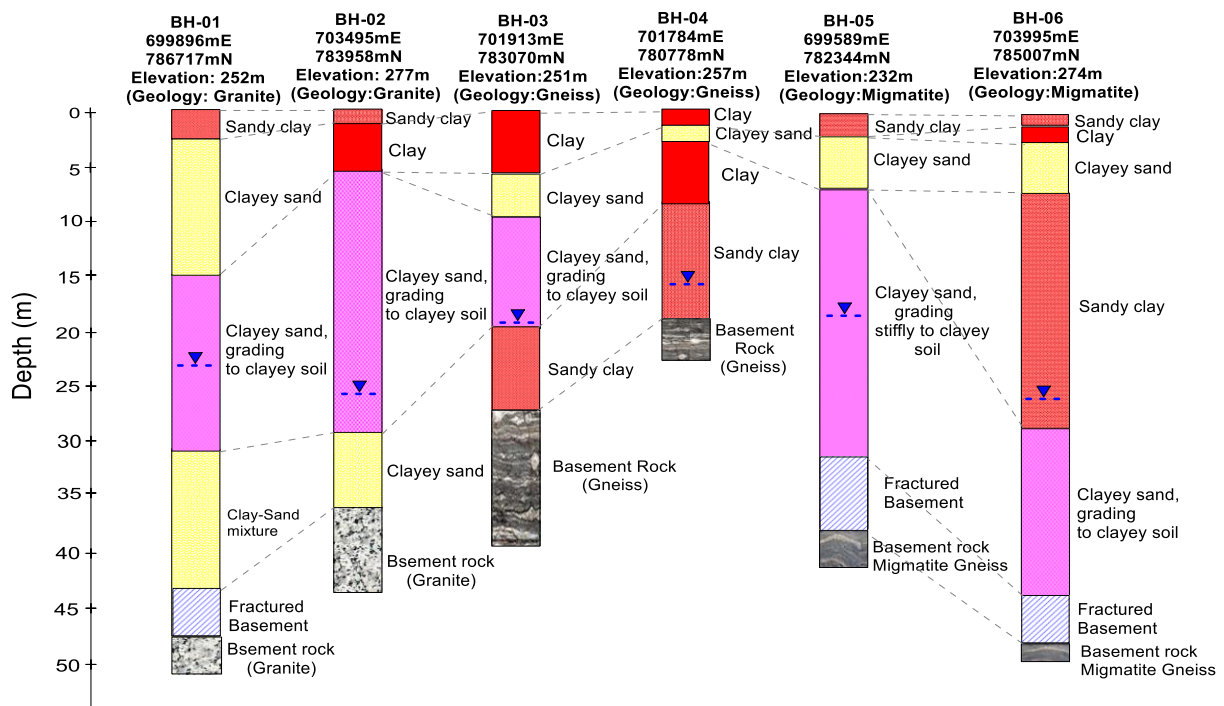 BH-01
699896mE
786717mN
Elevation: 252m
(Geology: Granite)
BH-02
703495mE
783958mN
Elevation: 277m
(Geology:Granite)
BH-03
701913mE
783070mN
Elevation:251m
(Geology:Gneiss)
BH-04
701784mE
780778mN
Elevation:257m
(Geology:Gneiss)
BH-05
699589mE
782344mN
Elevation:232m
(Geology:Migmatite)
BH-06
703995mE
785007mN
Elevation:274m
(Geology:Migmatite)
Depth (m)
0
5
10
15
20
25
30
35
40
45
50
Sandy clay
Clayey sand
Clayey sand,
grading
to clayey soil
Clay-Sand
mixture
Fractured
Basement
Bsement rock
(Granite)
Sandy clay
Clay
Clayey sand,
grading
to clayey soil
Clayey sand
Bsement rock
(Granite)
Clay
Clayey sand
Clayey sand,
grading
to clayey soil
Sandy clay
Basement Rock
(Gneiss)
Clay
Clayey sand
Clay
Sandy clay
Basement
Rock
(Gneiss)
Sandy clay
Clayey sand
Clayey sand,
grading
stiffly to clayey
soil
Fractured
Basement
Basement rock
Migmatite Gneiss
Sandy clay
Clay
Clayey sand
Sandy clay
Clayey sand,
grading
to clayey soil
Fractured
Basement
Basement rock
Migmatite Gneiss